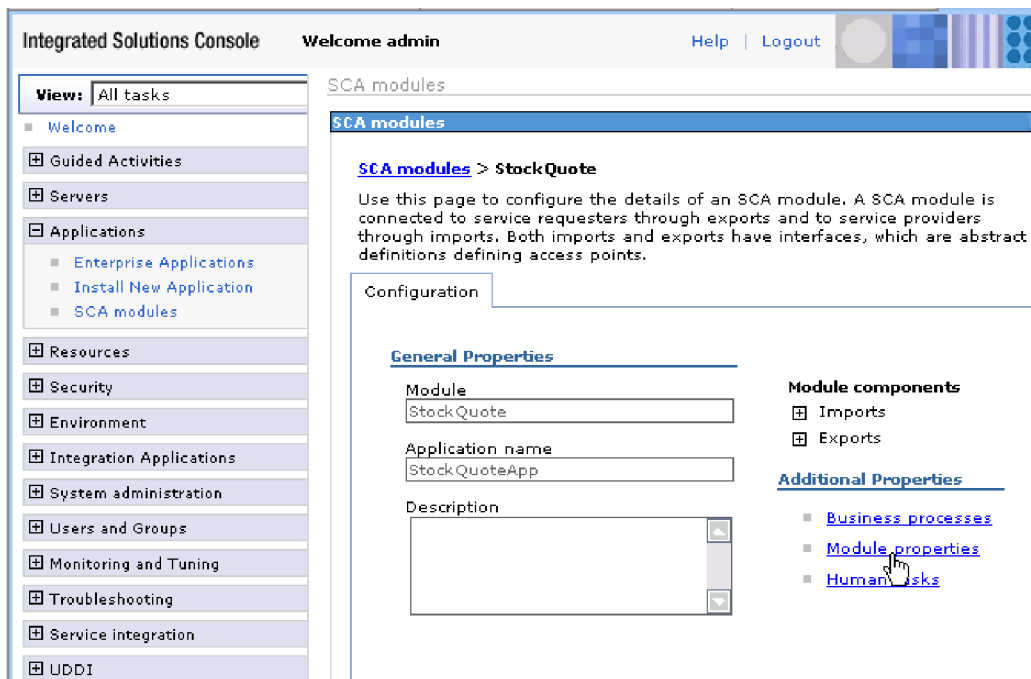 Integrated Solutions Console
Welcome admin
Help | Logout
View: All tasks
Welcome
Guided Activities
Servers
Applications
Enterprise Applications
Install New Application
SCA modules
Resources
Security
Environment
Integration Applications
System administration
Users and Groups
Monitoring and Tuning
Troubleshooting
Service integration
UDDI
SCA modules
SCA modules
SCA modules > StockQuote
Use this page to configure the details of an SCA module. A SCA module is
connected to service requesters through exports and to service providers
through imports. Both imports and exports have interfaces, which are abstract
definitions defining access points.
Configuration
General Properties
Module
StockQuote
Application name
StockQuoteApp
Description
Module components
Imports
Exports
Additional Properties
Business processes
Module properties
Human